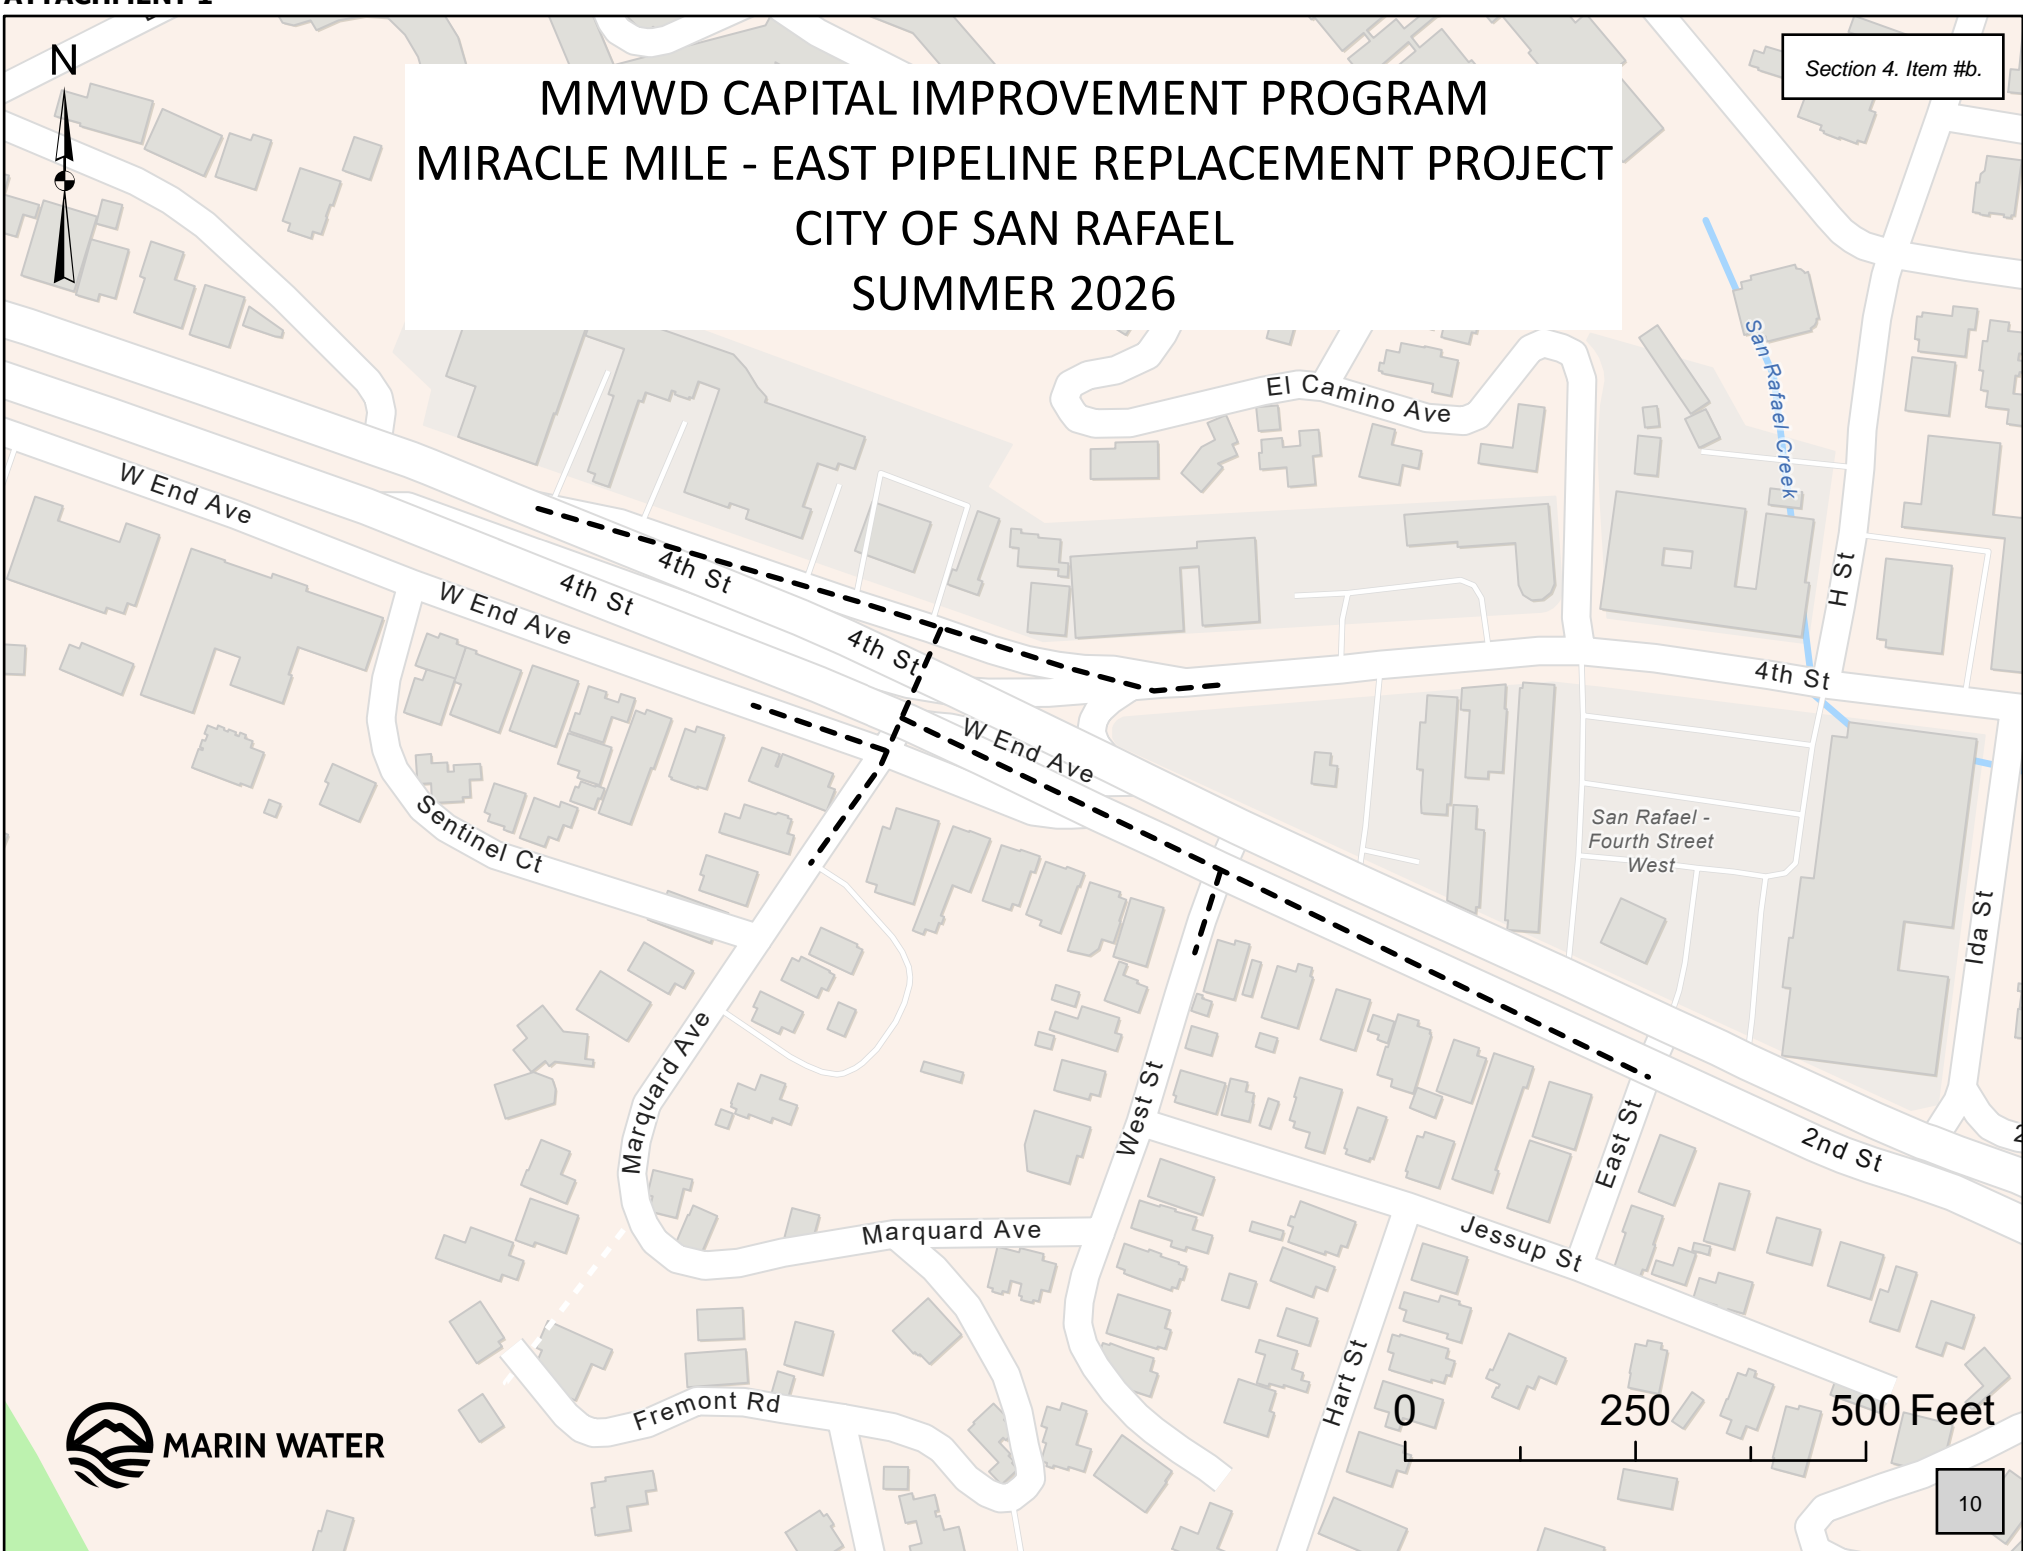 ATTACHMENT 1
N
Section 4. Item #b.
MMWD CAPITAL IMPROVEMENT PROGRAM
MIRACLE MILE - EAST PIPELINE REPLACEMENT PROJECT
CITY OF SAN RAFAEL
SUMMER 2026
San Rafael Creek
El Camino Ave
W End Ave
4th St
4th St
W End Ave
H St
4th St
4th St
W End Ave
Sentinel Ct
San Rafael -
Fourth Street
West
Ida St
Marquard Ave
West St
East St
2nd St
2
Marquard Ave
Jessup St
Hart St
Fremont Rd
0 250 500 Feet
MARIN WATER
10